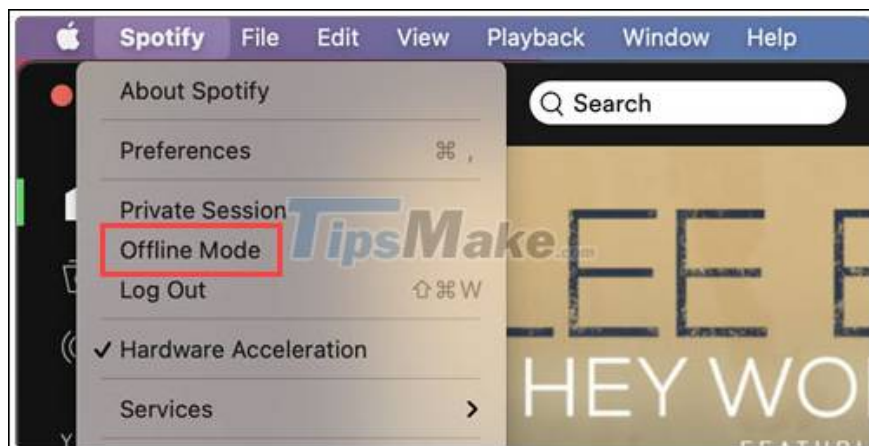 Spotify File Edit View Playback Window Help
About Spotify
Search
Preferences ⌘ ,
Private Session
TipsMake.com
Offline Mode
Log Out ⇧⌘W
✓ Hardware Acceleration
HEY WO
Services >